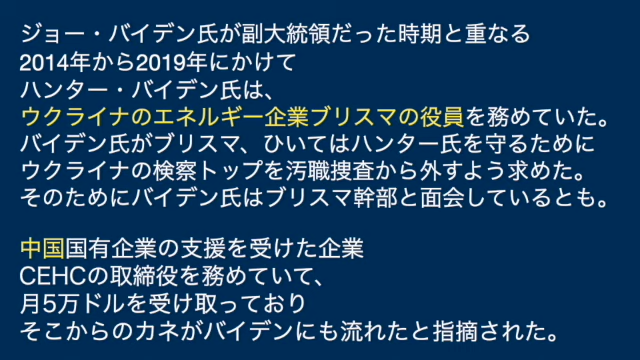 ジョー・バイデン氏が副大統領だった時期と重なる
2014年から2019年にかけて
ハンター・バイデン氏は、
ウクライナのエネルギー企業ブリスマの役員を務めていた。
バイデン氏がブリスマ、ひいてはハンター氏を守るために
ウクライナの検察トップを汚職捜査から外すよう求めた。
そのためにバイデン氏はブリスマ幹部と面会しているとも。
中国国有企業の支援を受けた企業
CEHCの取締役を務めていて、
月5万ドルを受け取っており
そこからのカネがバイデンにも流れたと指摘された。